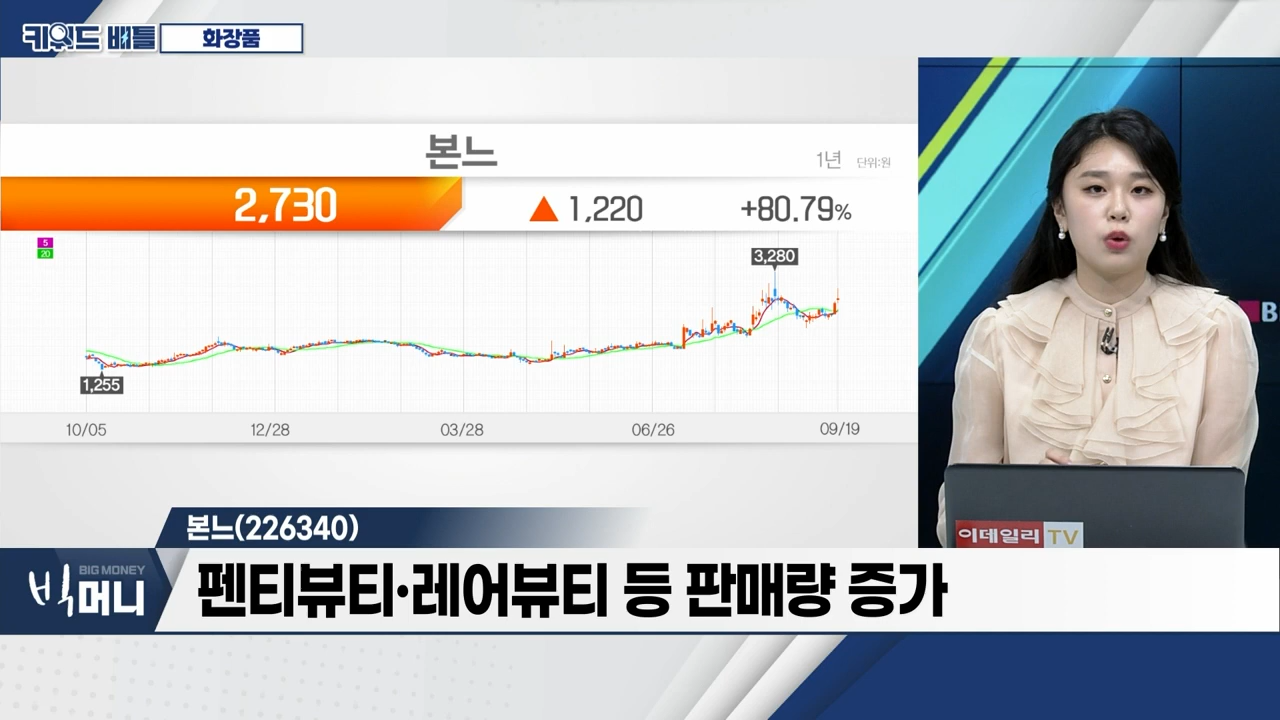 키워드 배틀 화장품
본느
1년 단위:원
2,730 ▲ 1,220 +80.79%
5
20
3,280
1,255
10/05 12/28 03/28 06/26 09/19
B
본느(226340)
BIG MONEY
빅머니
펜티뷰티·레어뷰티 등 판매량 증가
이데일리 TV